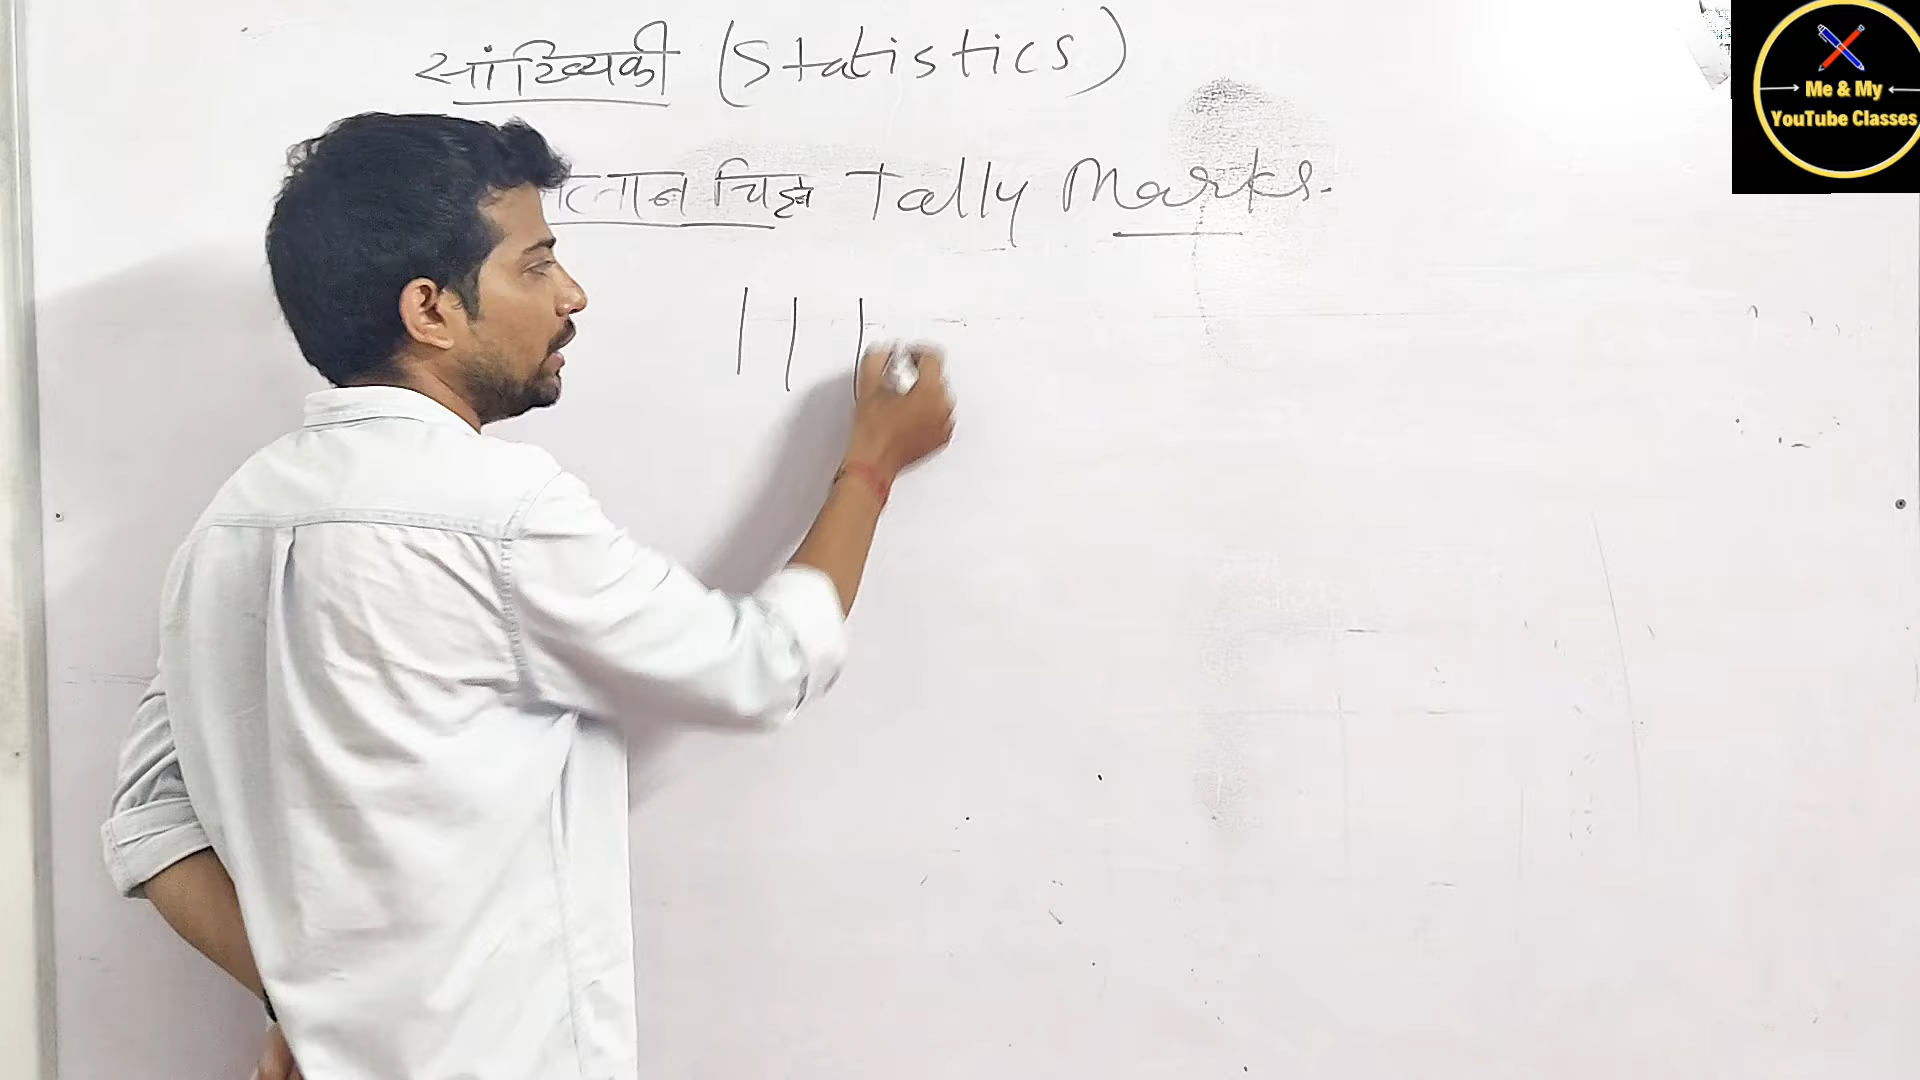 सांख्यिकी (Statistics)
चिह्न Tally Marks.
| | |
Me & My
YouTube Classes